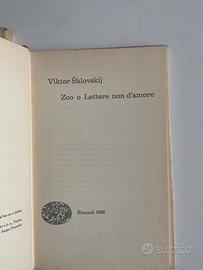 Viktor Šklovskij
Zoo o Lettere non d'amore
Einaudi 1966
subito